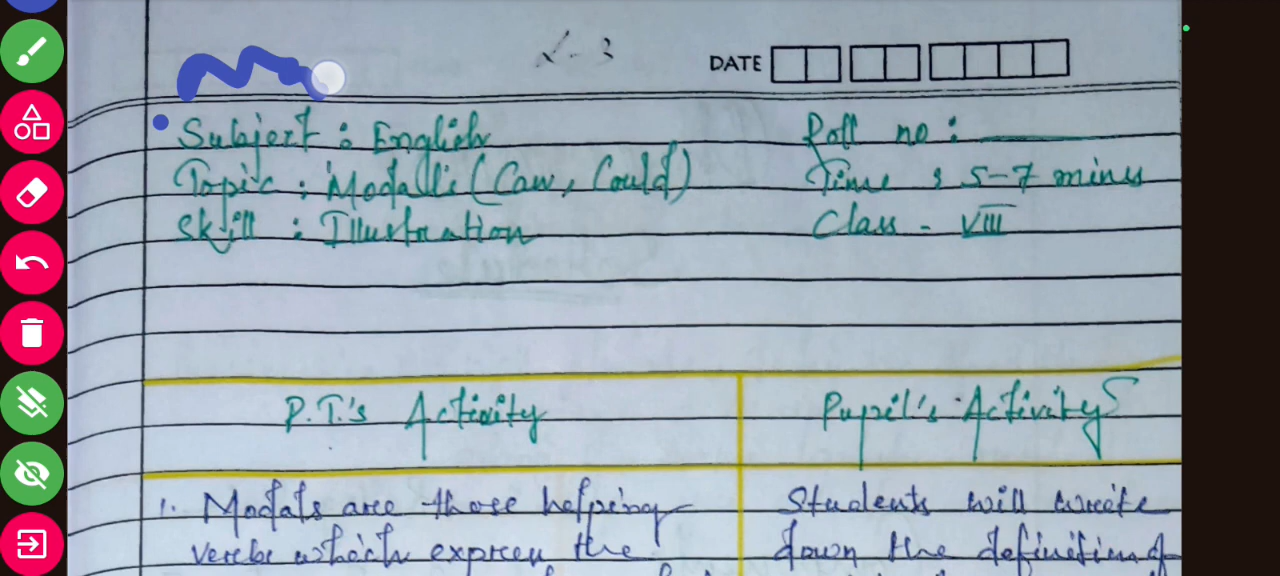 L-3
DATE
Subject : English
Roll no :
Topic : Modals (Can, Could)
Time : 5-7 mins
Skill : Illustration
Class - VIII
P.T.'s Activity
Pupil's Activity
1. Modals are those helping
Students will write
verbs which express the
down the definition of